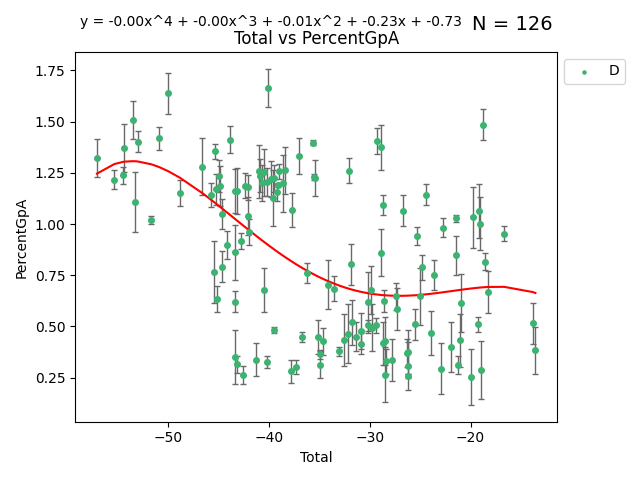 y = -0.00x^4 + -0.00x^3 + -0.01x^2 + -0.23x + -0.73 N = 126
Total vs PercentGpA
D
PercentGpA
1.75
1.50
1.25
1.00
0.75
0.50
0.25
−50 −40 −30 −20
Total